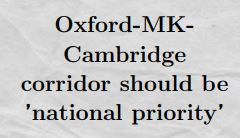 Oxford-MK-
Cambridge
corridor should be
'national priority'